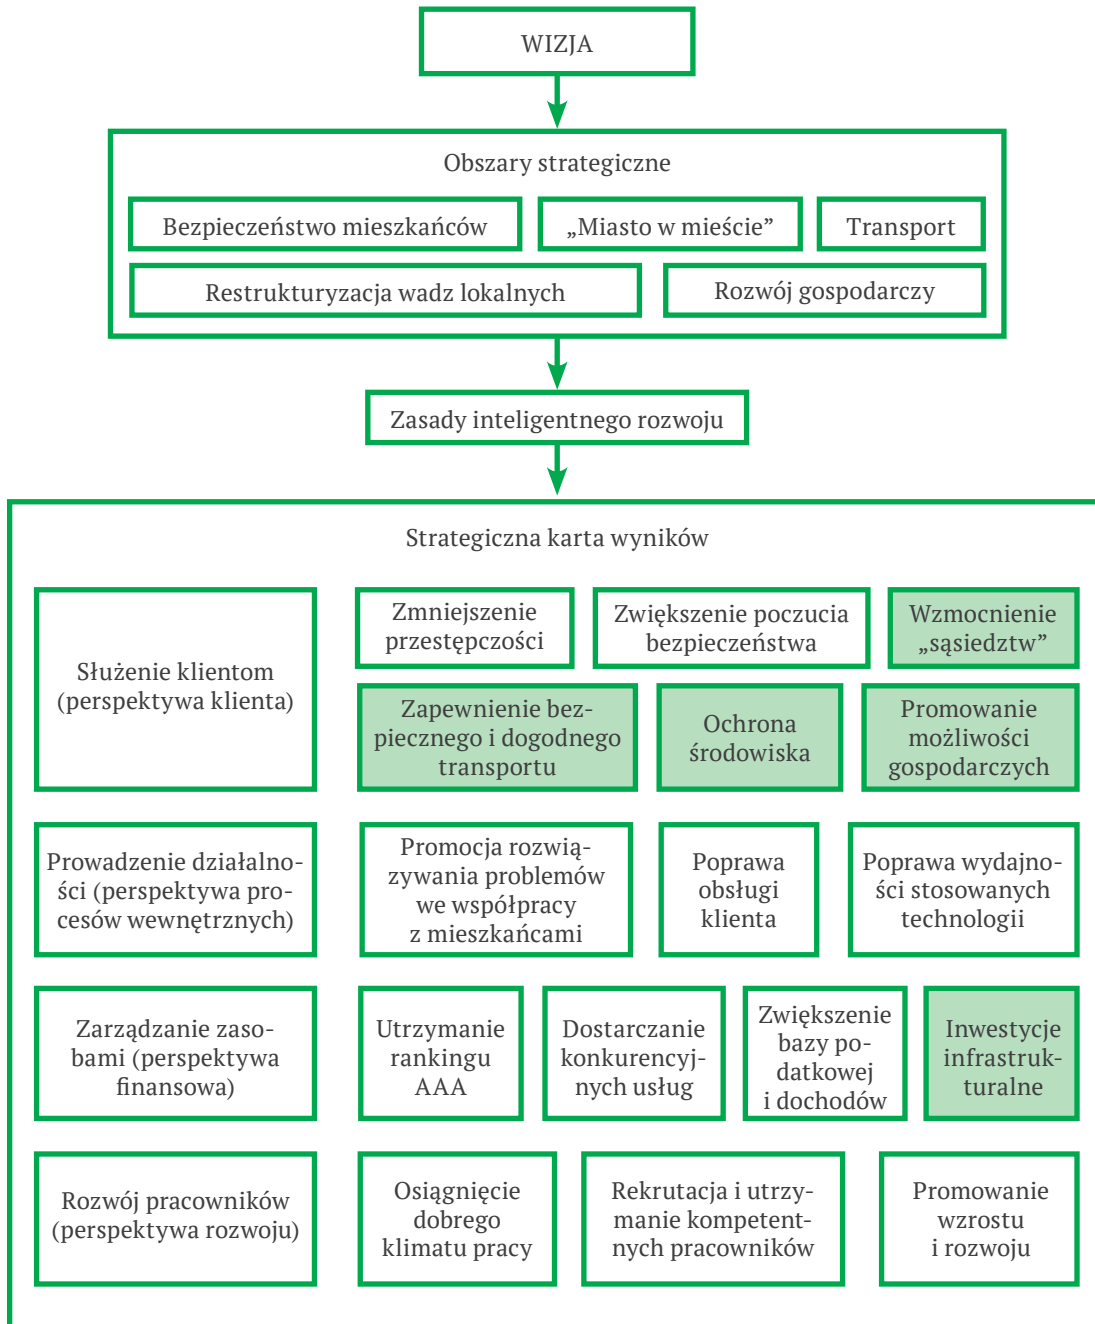 WIZJA
Obszary strategiczne
Bezpieczeństwo mieszkańców
„Miasto w mieście”
Transport
Restrukturyzacja wadz lokalnych
Rozwój gospodarczy
Zasady inteligentnego rozwoju
Strategiczna karta wyników
Służenie klientom
(perspektywa klienta)
Zmniejszenie
przestępczości
Zwiększenie poczucia
bezpieczeństwa
Wzmocnienie
„sąsiedztw”
Zapewnienie bez-
piecznego i dogodnego
transportu
Ochrona
środowiska
Promowanie
możliwości
gospodarczych
Prowadzenie działalno-
ści (perspektywa pro-
cesów wewnętrznych)
Promocja rozwią-
zywania problemów
we współpracy
z mieszkańcami
Poprawa
obsługi
klienta
Poprawa wydajno-
ści stosowanych
technologii
Zarządzanie zaso-
bami (perspektywa
finansowa)
Utrzymanie
rankingu
AAA
Dostarczanie
konkurencyj-
nych usług
Zwiększenie
bazy po-
datkowej
i dochodów
Inwestycje
infrastruk-
turalne
Rozwój pracowników
(perspektywa rozwoju)
Osiągnięcie
dobrego
klimatu pracy
Rekrutacja i utrzy-
manie kompetent-
nych pracowników
Promowanie
wzrostu
i rozwoju